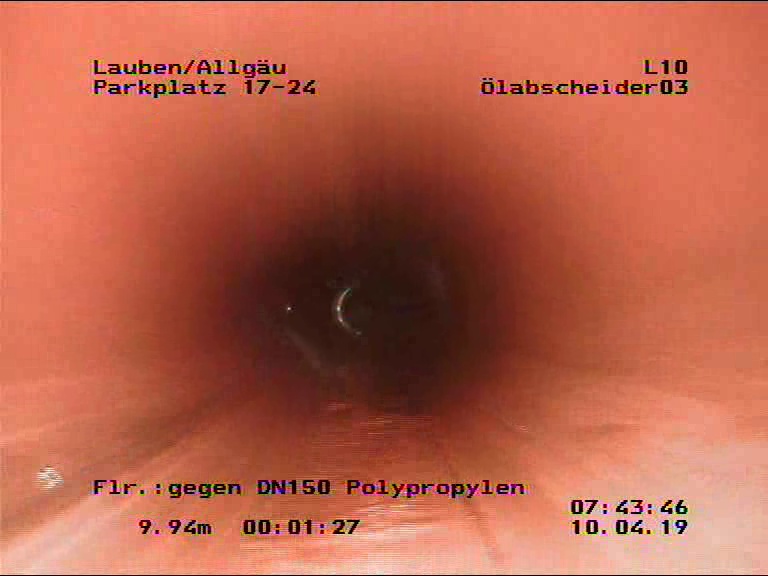 Lauben/Allgäu
L10
Parkplatz 17-24
Ölabscheider03
Flr.:gegen DN150 Polypropylen
07:43:46
9.94m 00:01:27
10.04.19